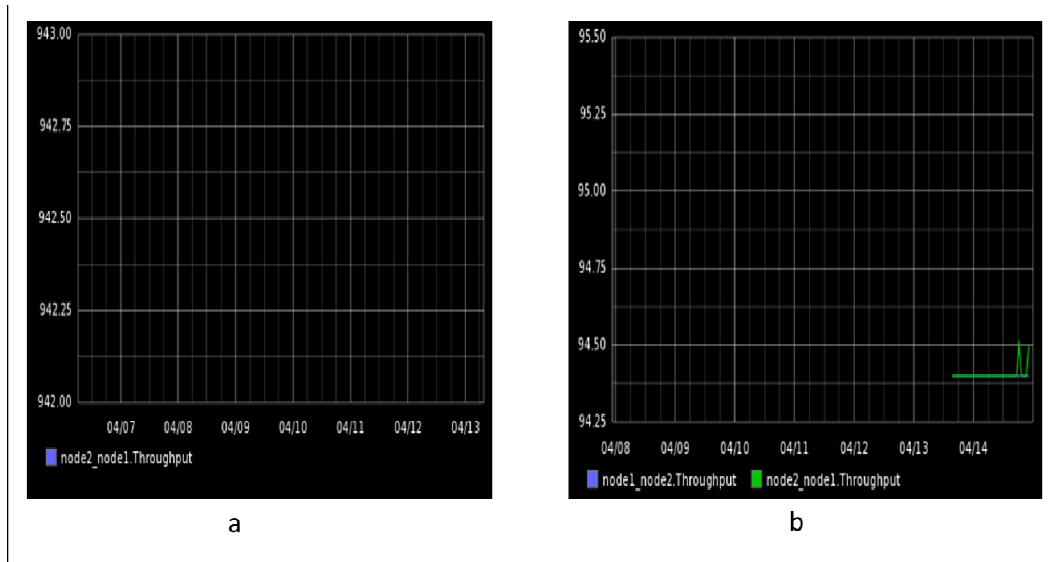 943.00
942.75
942.50
942.25
942.00
04/07 04/08 04/09 04/10 04/11 04/12 04/13
node2_node1.Throughput
a
95.50
95.25
95.00
94.75
94.50
94.25
04/08 04/09 04/10 04/11 04/12 04/13 04/14
node1_node2.Throughput node2_node1.Throughput
b